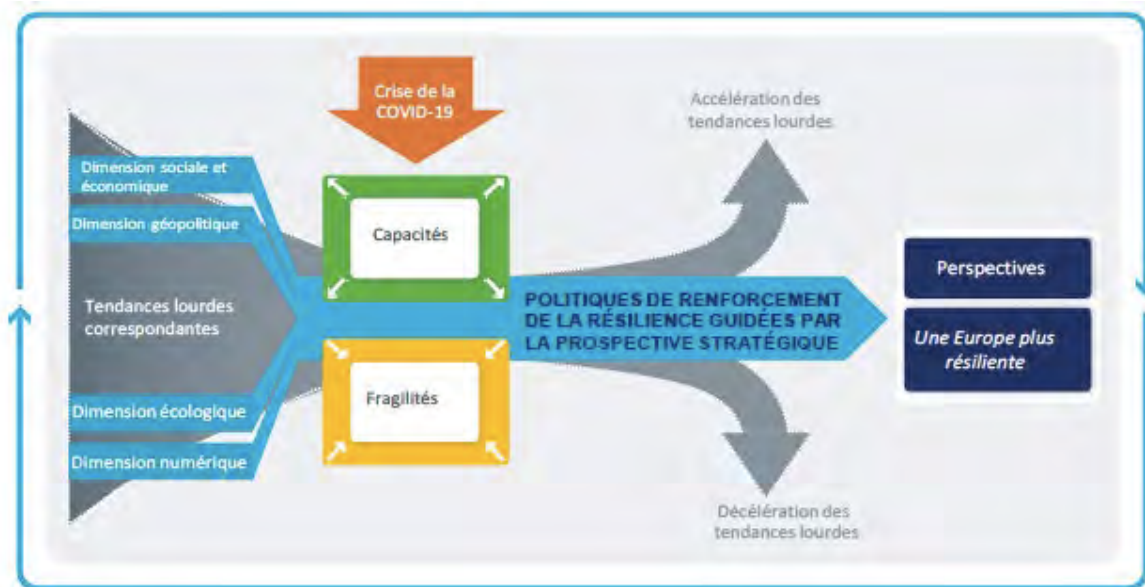 Crise de la
COVID-19
Accélération des
tendances lourdes
Dimension sociale et
économique
Dimension géopolitique
Capacités
Tendances lourdes
correspondantes
POLITIQUES DE RENFORCEMENT
DE LA RÉSILIENCE GUIDÉES PAR
LA PROSPECTIVE STRATÉGIQUE
Perspectives
Une Europe plus
résiliente
Fragilités
Dimension écologique
Dimension numérique
Décélération des
tendances lourdes